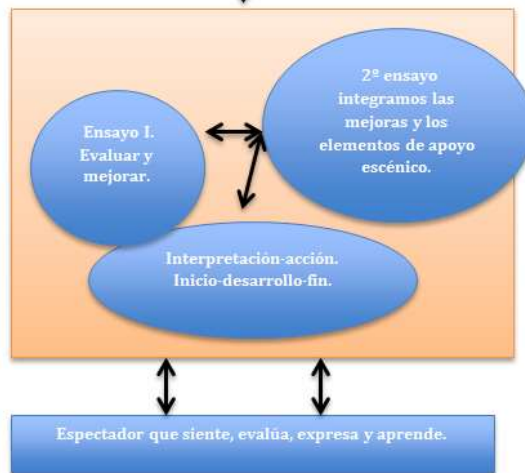 Ensayo I.
Evaluar y
mejorar.
2º ensayo
integramos las
mejoras y los
elementos de apoyo
escénico.
Interpretación-acción.
Inicio-desarrollo-fin.
Espectador que siente, evalúa, expresa y aprende.